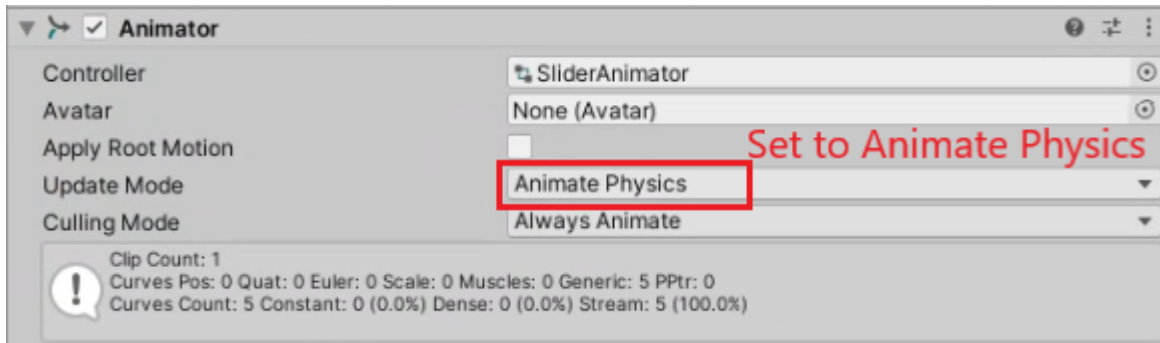 Animator
Controller SliderAnimator
Avatar None (Avatar)
Apply Root Motion Set to Animate Physics
Update Mode Animate Physics
Culling Mode Always Animate
Clip Count: 1
Curves Pos: 0 Quat: 0 Euler: 0 Scale: 0 Muscles: 0 Generic: 5 PPtr: 0
Curves Count: 5 Constant: 0 (0.0%) Dense: 0 (0.0%) Stream: 5 (100.0%)